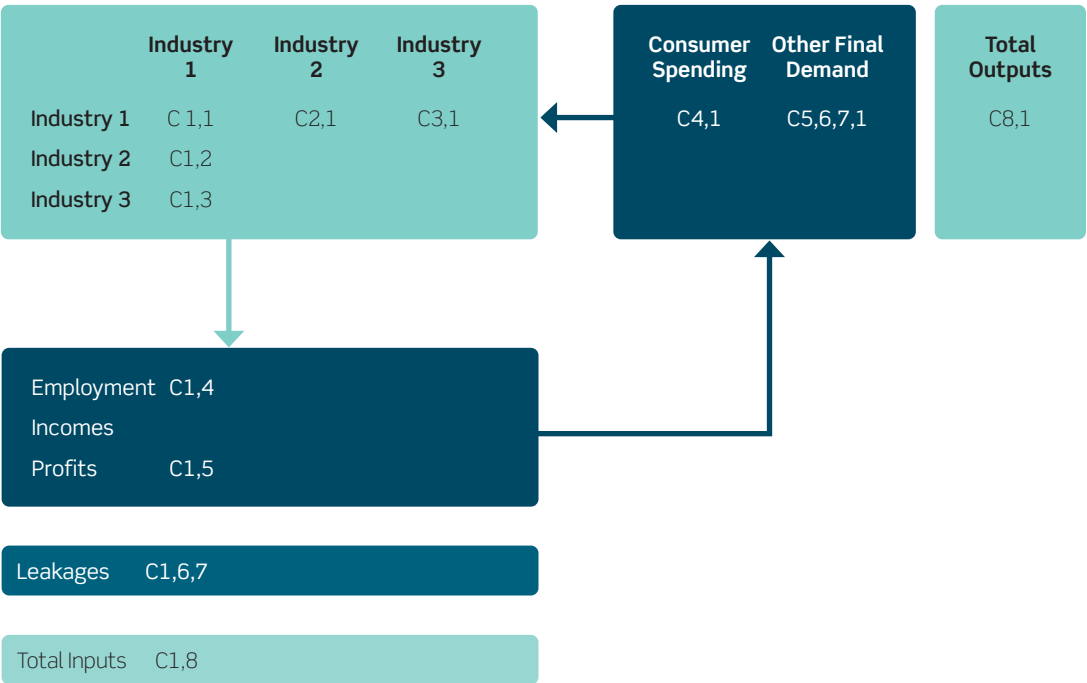 Industry 1 Industry 2 Industry 3 Consumer Spending Other Final Demand Total Outputs
Industry 1 C 1,1 C2,1 C3,1 C4,1 C5,6,7,1 C8,1
Industry 2 C1,2
Industry 3 C1,3
Employment C1,4
Incomes
Profits C1,5
Leakages C1,6,7
Total Inputs C1,8